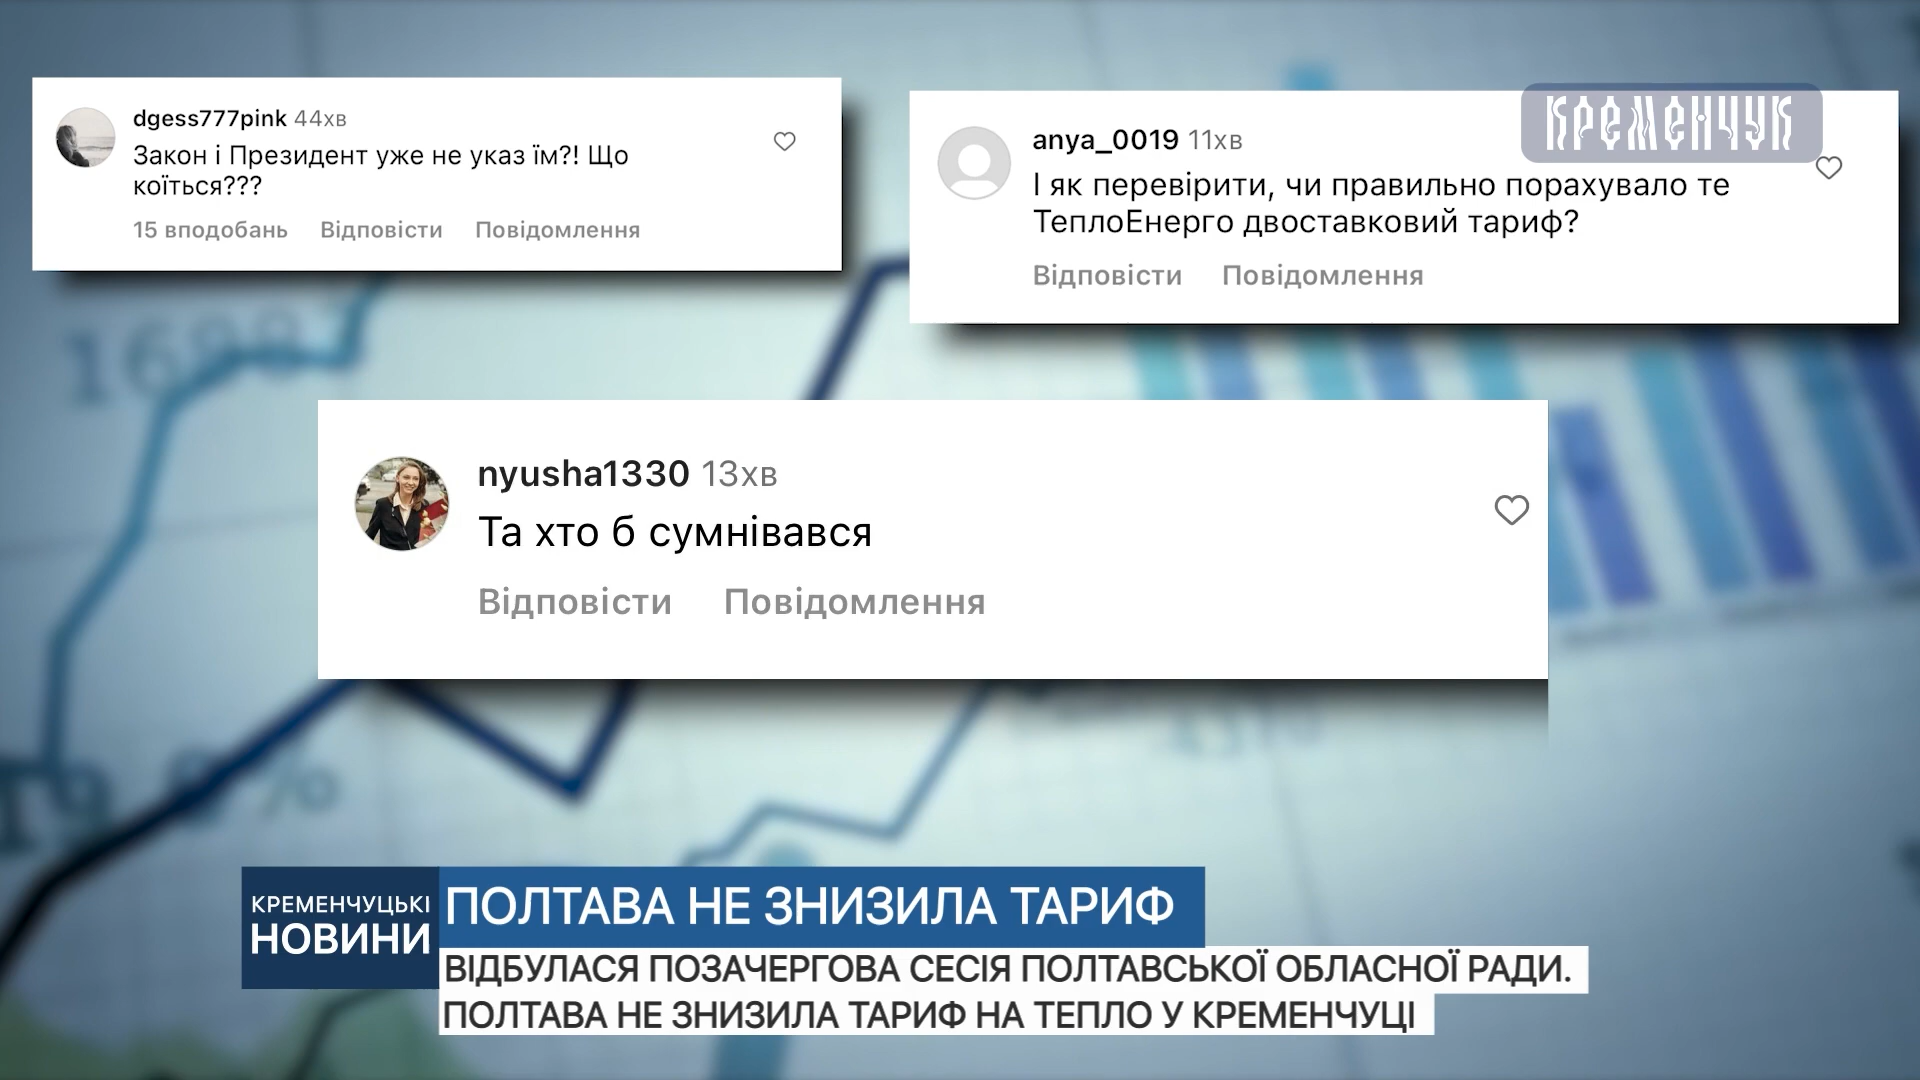 dgess777pink 44хв
Закон і Президент уже не указ їм?! Що
коїться???
15 вподобань Відповісти Повідомлення
КРЕМЕНЧУК
anya_0019 11хв
І як перевірити, чи правильно порахувало те
ТеплоЕнерго двоставковий тариф?
Відповісти Повідомлення
nyusha1330 13хв
Та хто б сумнівався
Відповісти Повідомлення
КРЕМЕНЧУЦЬКІ
НОВИНИ
ПОЛТАВА НЕ ЗНИЗИЛА ТАРИФ
ВІДБУЛАСЯ ПОЗАЧЕРГОВА СЕСІЯ ПОЛТАВСЬКОЇ ОБЛАСНОЇ РАДИ.
ПОЛТАВА НЕ ЗНИЗИЛА ТАРИФ НА ТЕПЛО У КРЕМЕНЧУЦІ